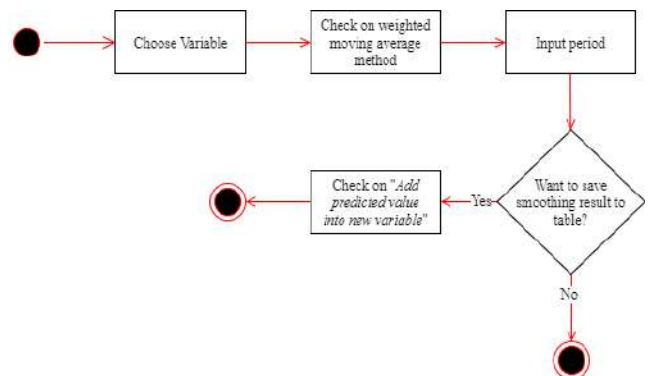 Choose Variable
Check on weighted
moving average
method
Input period
Want to save
smoothing result to
table?
Yes
Check on "Add
predicted value
into new variable"
No